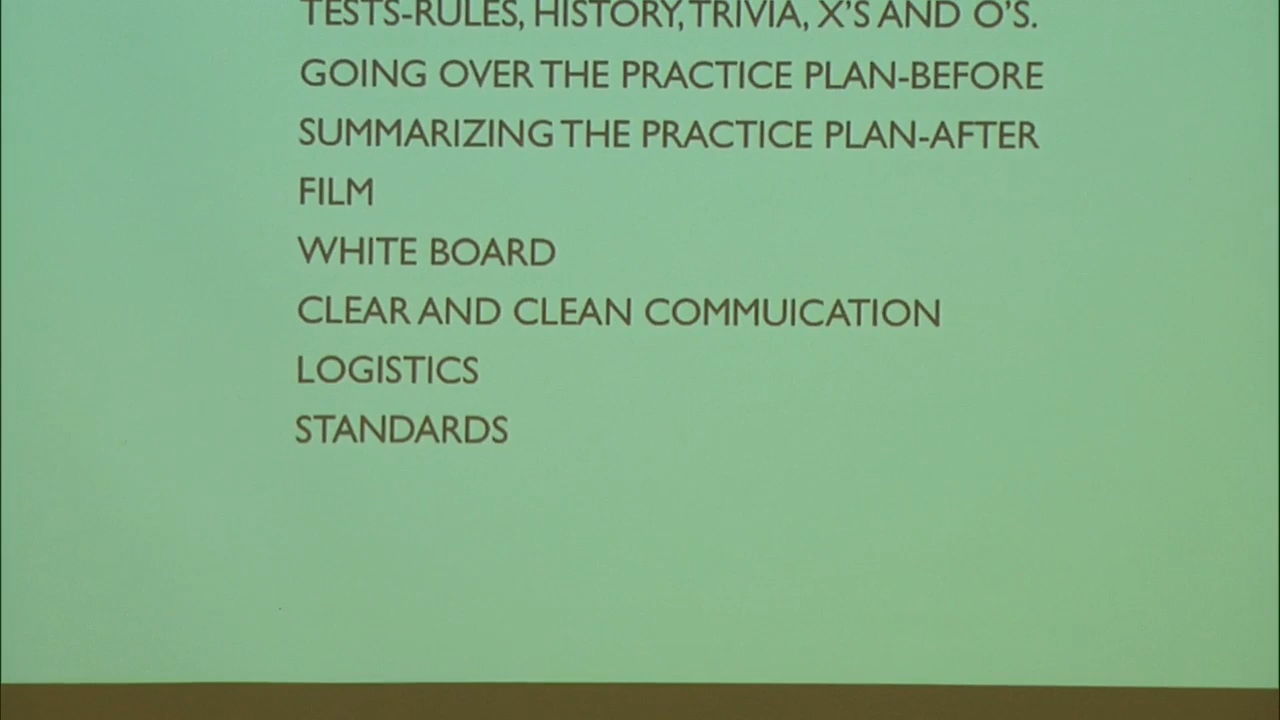 TESTS-RULES, HISTORY, TRIVIA, X'S AND O'S.
GOING OVER THE PRACTICE PLAN-BEFORE
SUMMARIZING THE PRACTICE PLAN-AFTER
FILM
WHITE BOARD
CLEAR AND CLEAN COMMUICATION
LOGISTICS
STANDARDS